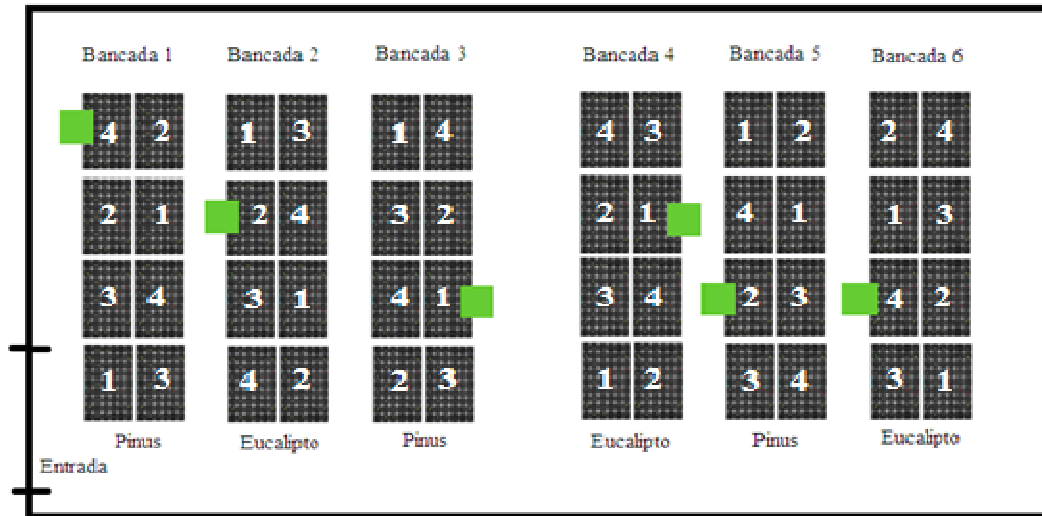 Bancada 1 Bancada 2 Bancada 3 Bancada 4 Bancada 5 Bancada 6
4 2 1 3 1 4 4 3 1 2 2 4
2 1 2 4 3 2 2 1 4 1 1 3
3 4 3 1 4 1 3 4 2 3 4 2
1 3 4 2 2 3 1 2 3 4 3 1
Pinus Eucalipto Pinus Eucalipto Pinus Eucalipto
Entrada